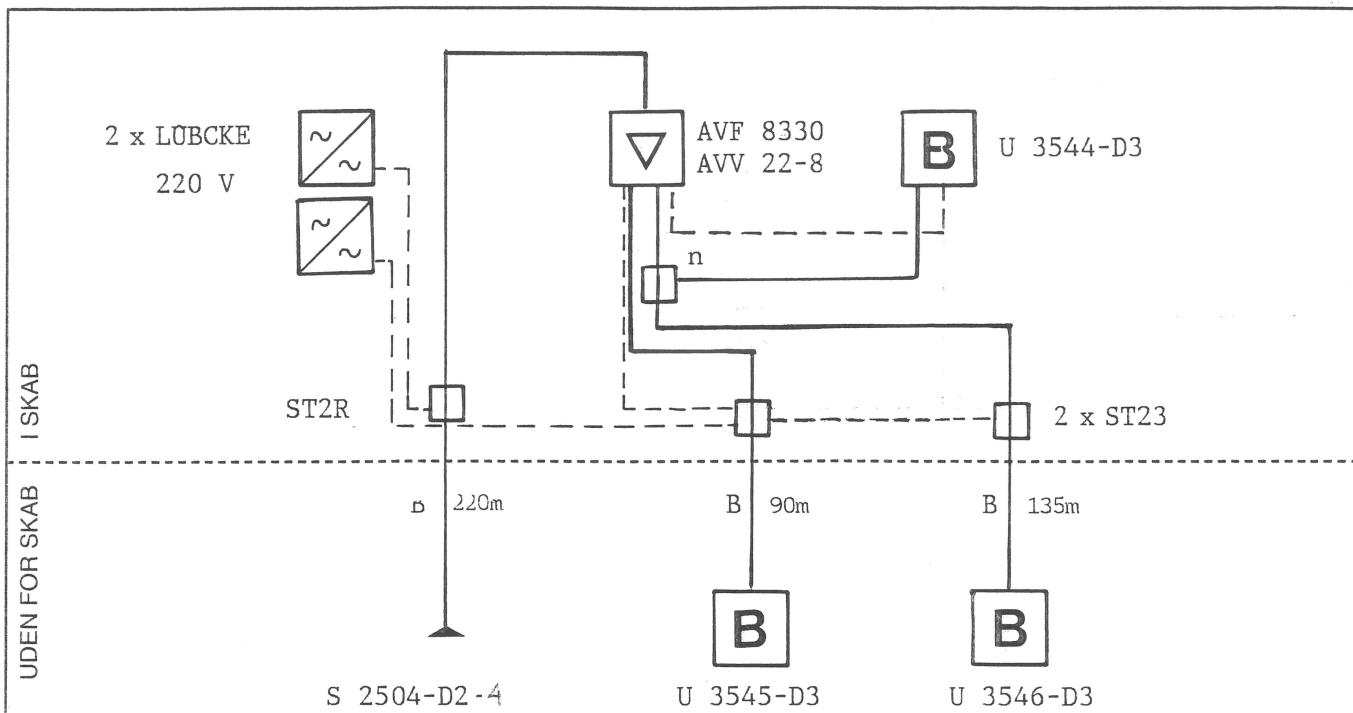 2 x LÜBCKE
220 V
AVF 8330
AVV 22-8
B
U 3544-D3
n
ST2R
2 x ST23
I SKAB
UDEN FOR SKAB
B 220m
B 90m
B 135m
B
B
S 2504-D2-4
U 3545-D3
U 3546-D3